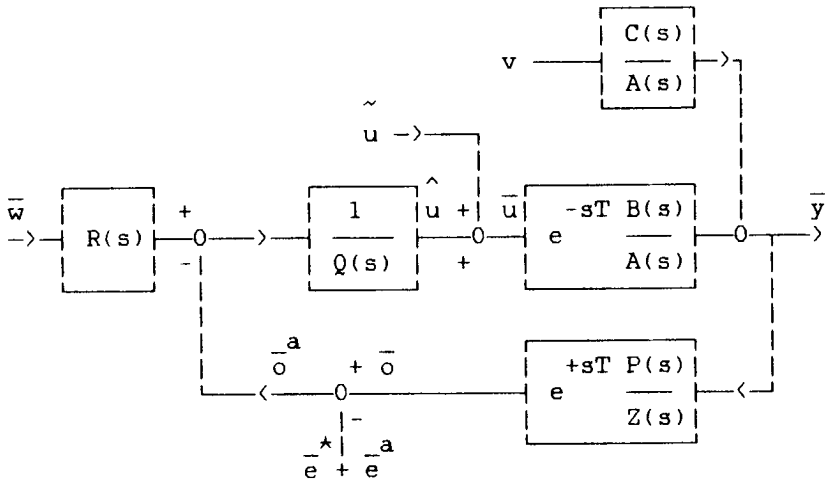 C(s)
v
A(s)
~
u
w̅
+
R(s)
-
1
Q(s)
^
u +
+
u̅
-sT B(s)
e
A(s)
y̅
o̅ a
+ o̅
-
e̅* + e̅a
+sT P(s)
e
Z(s)